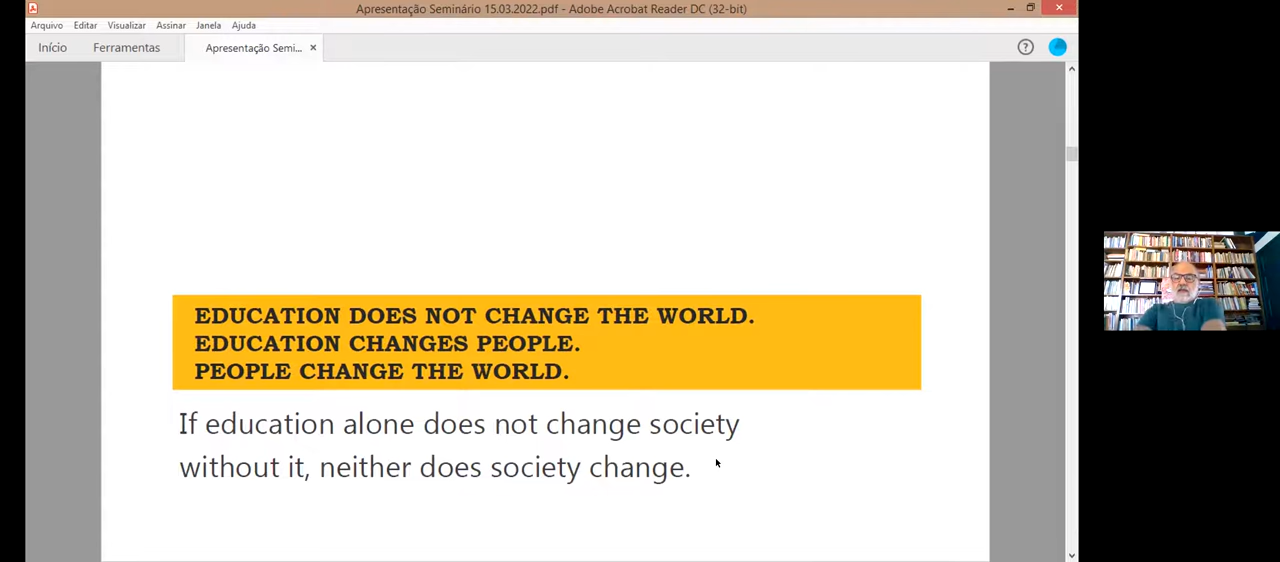 Apresentação Seminário 15.03.2022.pdf - Adobe Acrobat Reader DC (32-bit)
Arquivo Editar Visualizar Assinar Janela Ajuda
Início Ferramentas Apresentação Semi... ×
EDUCATION DOES NOT CHANGE THE WORLD.
EDUCATION CHANGES PEOPLE.
PEOPLE CHANGE THE WORLD.
If education alone does not change society
without it, neither does society change.